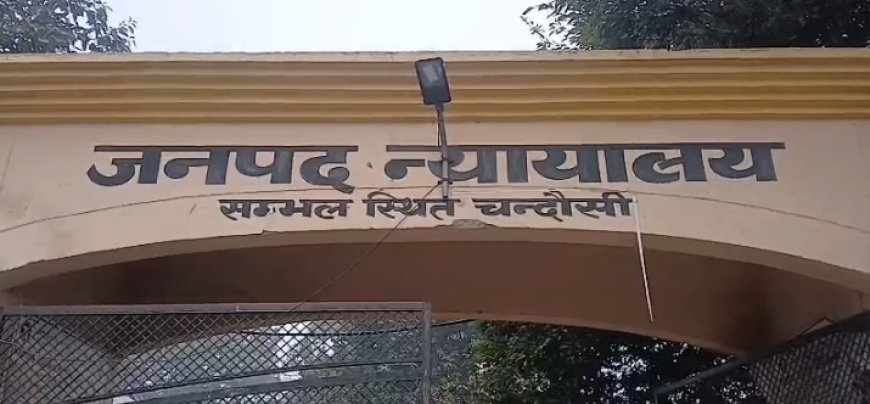 जनपद न्यायालय
सम्भल स्थित चन्दौसी